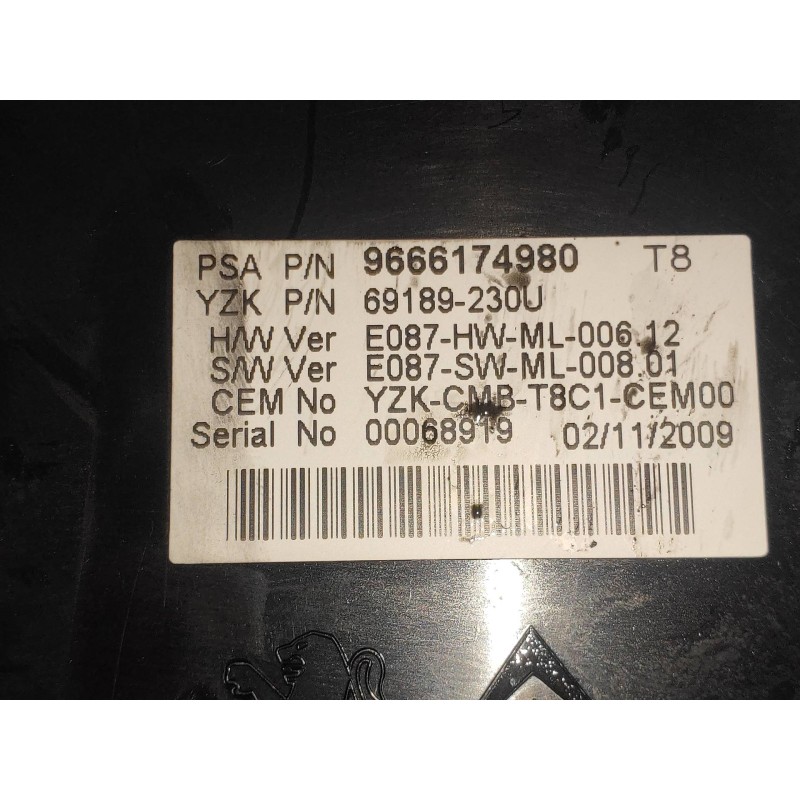 PSA P/N 9666174980 T8
YZK P/N 69189-230U
H/W Ver E087-HW-ML-006.12
S/W Ver E087-SW-ML-008.01
CEM No YZK-CMB-T8C1-CEM00
Serial No 00068919 02/11/2009